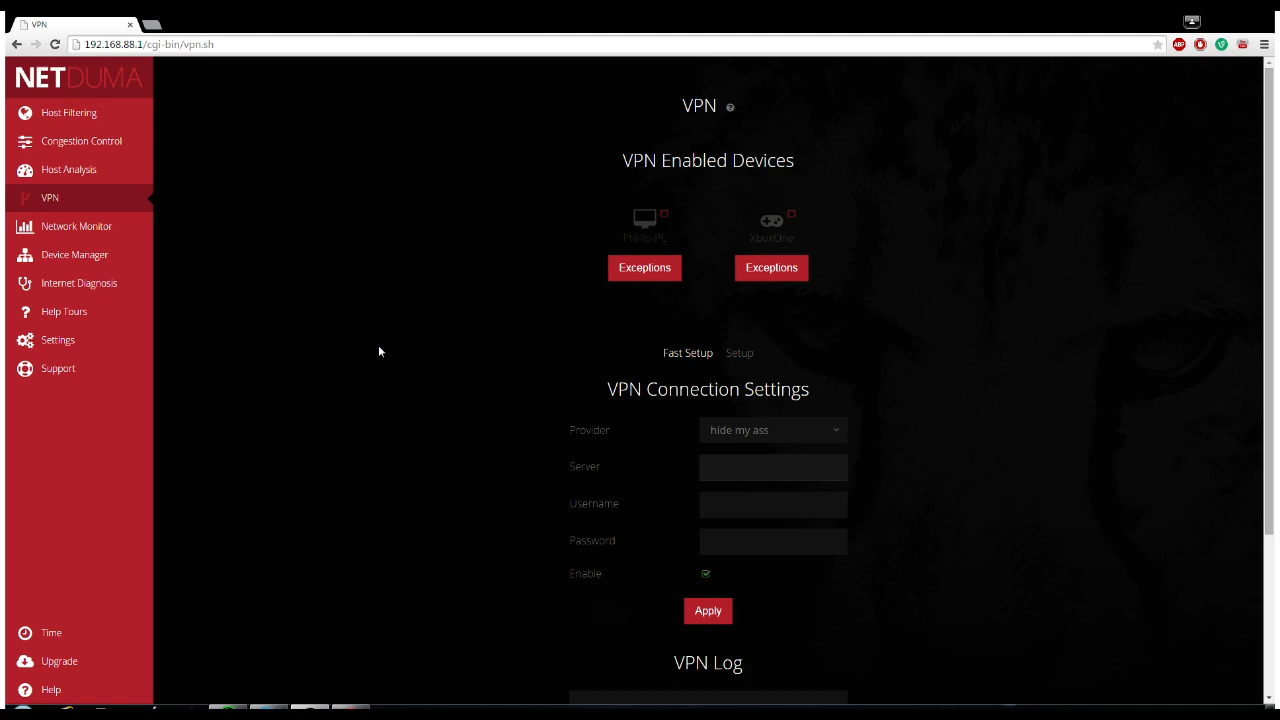 VPN
192.168.88.1/cgi-bin/vpn.sh
ABP
NETDUMA
Host Filtering
Congestion Control
Host Analysis
VPN
Network Monitor
Device Manager
Internet Diagnosis
Help Tours
Settings
Support
Time
Upgrade
Help
VPN
VPN Enabled Devices
Phillip-PC XboxOne
Exceptions Exceptions
Fast Setup Setup
VPN Connection Settings
Provider hide my ass
Server
Username
Password
Enable
Apply
VPN Log